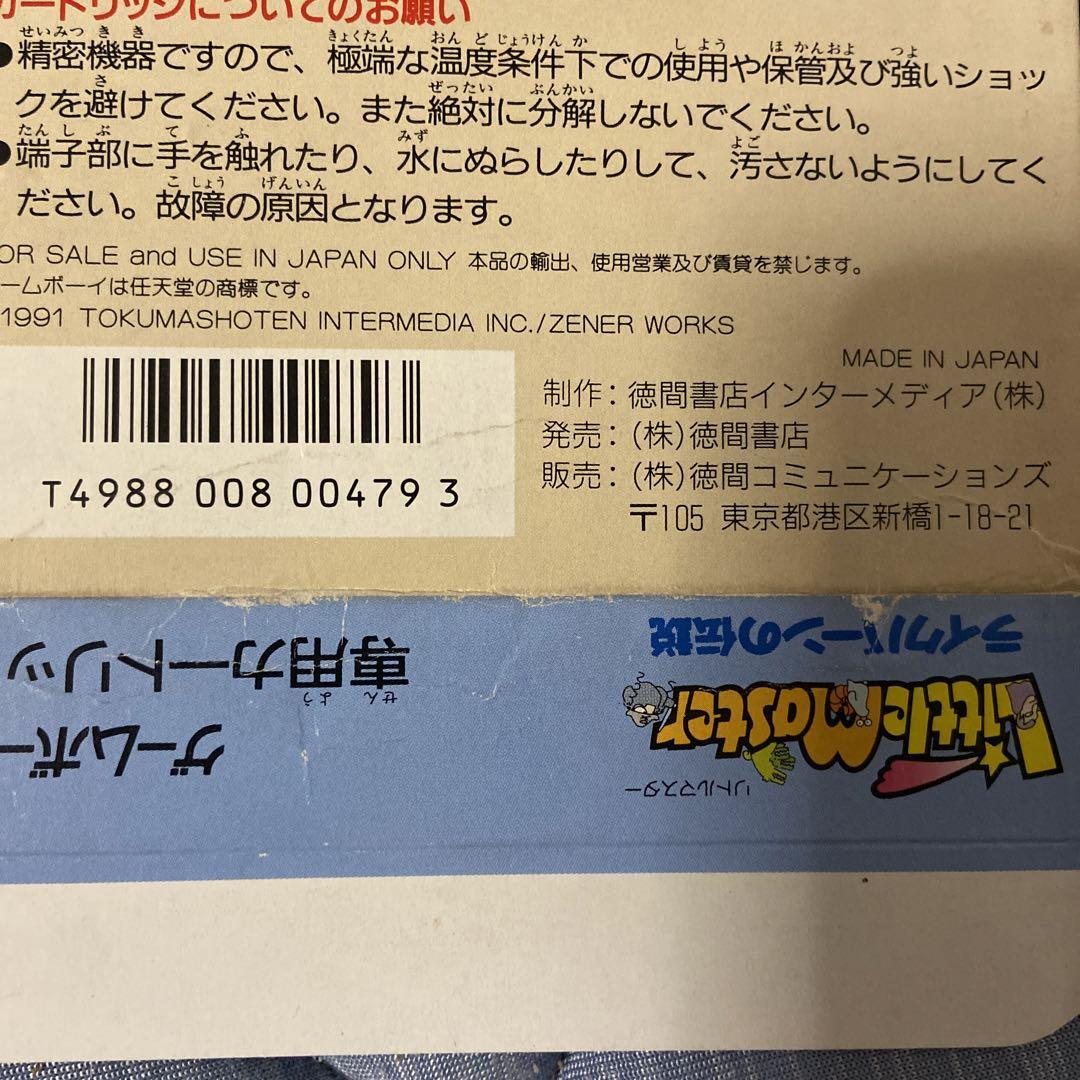 カートリッジについてのお願い
●精密機器ですので、極端な温度条件下での使用や保管及び強いショッ
クを避けてください。また絶対に分解しないでください。
●端子部に手を触れたり、水にぬらしたりして、汚さないようにしてく
ださい。故障の原因となります。
OR SALE and USE IN JAPAN ONLY 本品の輸出、使用営業及び賃貸を禁じます。
ームボーイは任天堂の商標です。
1991 TOKUMASHOTEN INTERMEDIA INC./ZENER WORKS
MADE IN JAPAN
制作：徳間書店インターメディア(株)
発売：(株)徳間書店
販売：(株)徳間コミュニケーションズ
〒105 東京都港区新橋1-18-21
T4988 008 00479 3
ライクバーンの伝説
Little Master
リトルマスター
専用カートリッ
ゲームボー